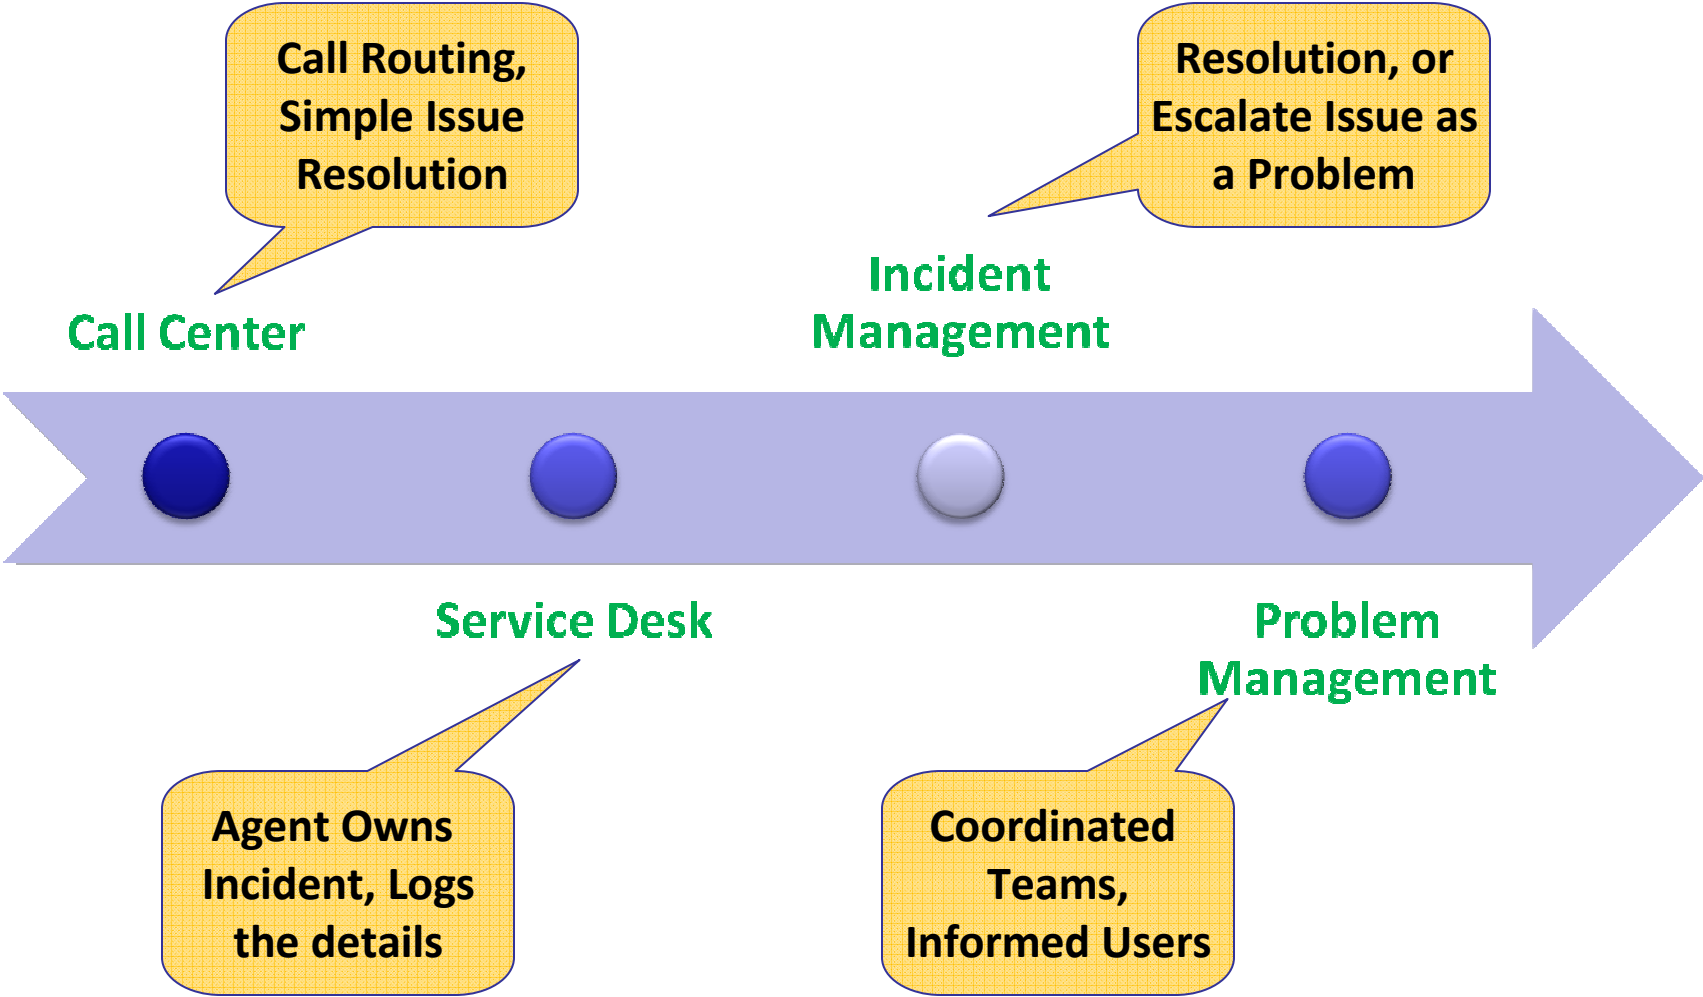 Call Routing,
Simple Issue
Resolution
Resolution, or
Escalate Issue as
a Problem
Call Center
Incident
Management
Service Desk
Problem
Management
Agent Owns
Incident, Logs
the details
Coordinated
Teams,
Informed Users